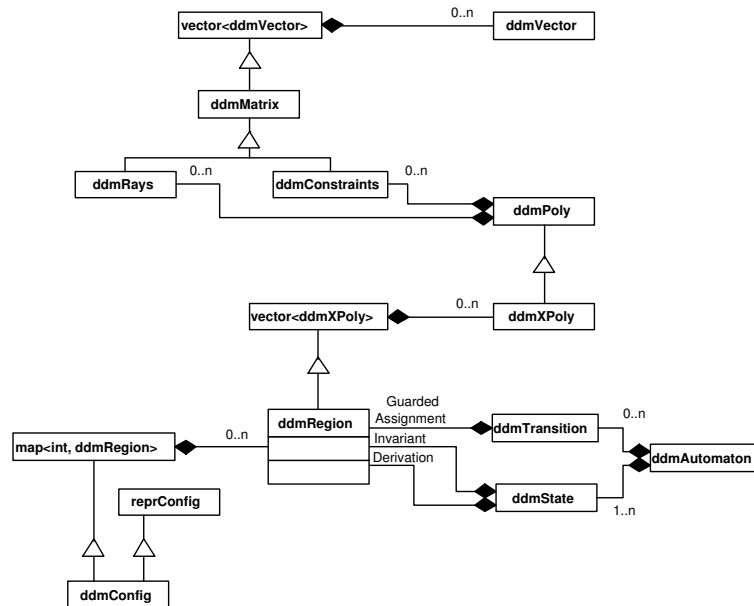 vector<ddmVector>
0..n
ddmVector
ddmMatrix
ddmRays
0..n
ddmConstraints
0..n
ddmPoly
vector<ddmXPoly>
0..n
ddmXPoly
map<int, ddmRegion>
0..n
ddmRegion
Guarded
Assignment
Invariant
Derivation
ddmTransition
0..n
ddmAutomaton
ddmState
1..n
reprConfig
ddmConfig